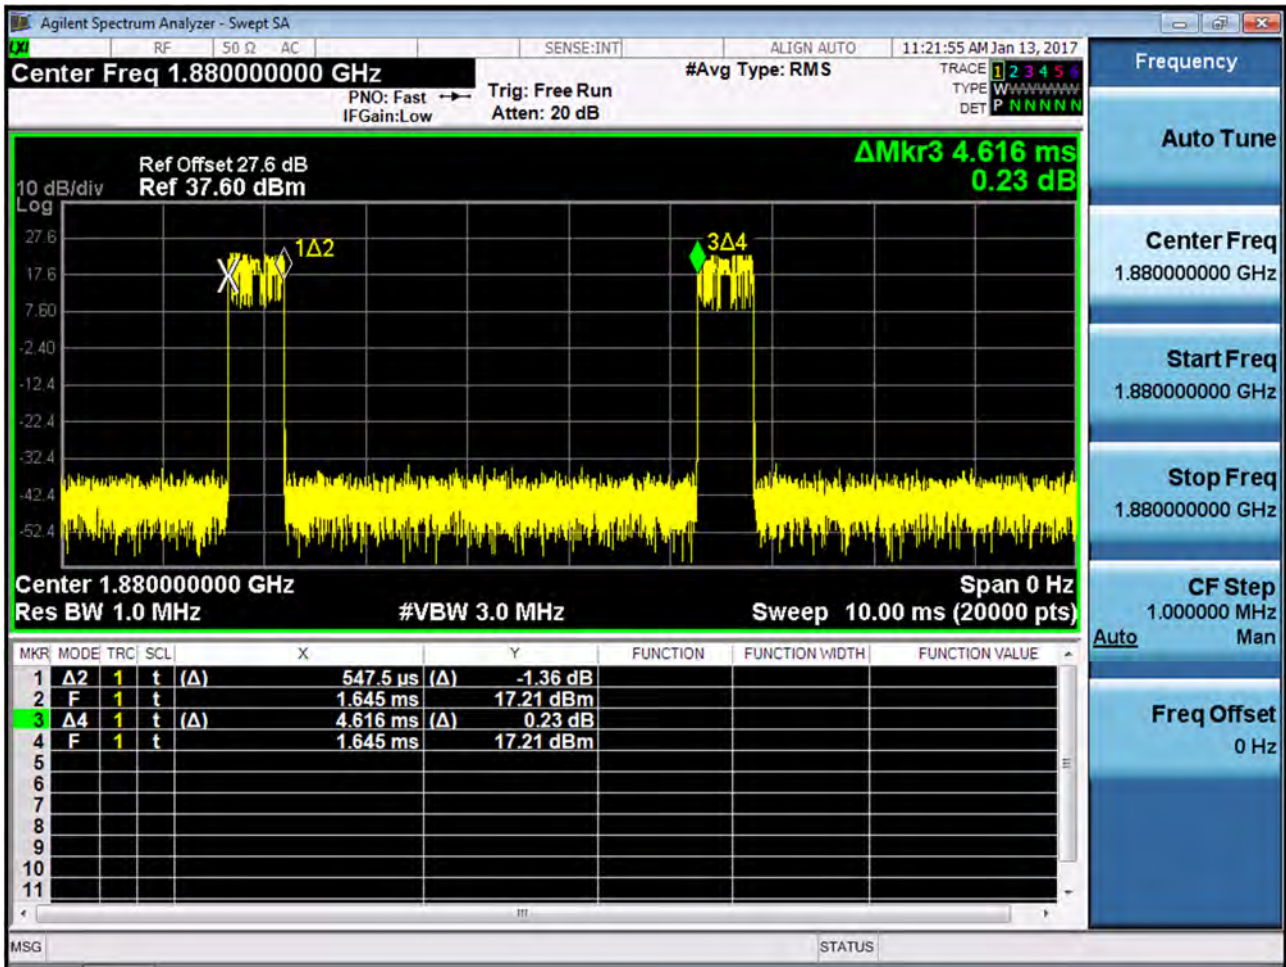 Agilent Spectrum Analyzer - Swept SA
LXI RF 50 Ω AC SENSE:INT ALIGN AUTO 11:21:55 AM Jan 13, 2017
Center Freq 1.880000000 GHz
PNO: Fast
IFGain:Low
Trig: Free Run
Atten: 20 dB
#Avg Type: RMS
TRACE 1 2 3 4 5 6
TYPE W
DET P N N N N N
ΔMkr3 4.616 ms
0.23 dB
Ref Offset 27.6 dB
10 dB/div Ref 37.60 dBm
Log
27.6
17.6
7.60
-2.40
-12.4
-22.4
-32.4
-42.4
-52.4
1Δ2
3Δ4
Center 1.880000000 GHz Span 0 Hz
Res BW 1.0 MHz #VBW 3.0 MHz Sweep 10.00 ms (20000 pts)
MKR MODE TRC SCL X Y FUNCTION FUNCTION WIDTH FUNCTION VALUE
1 Δ2 1 t (Δ) 547.5 µs (Δ) -1.36 dB
2 F 1 t 1.645 ms 17.21 dBm
3 Δ4 1 t (Δ) 4.616 ms (Δ) 0.23 dB
4 F 1 t 1.645 ms 17.21 dBm
5
6
7
8
9
10
11
MSG STATUS
Frequency
Auto Tune
Center Freq
1.880000000 GHz
Start Freq
1.880000000 GHz
Stop Freq
1.880000000 GHz
CF Step
1.000000 MHz
Auto Man
Freq Offset
0 Hz